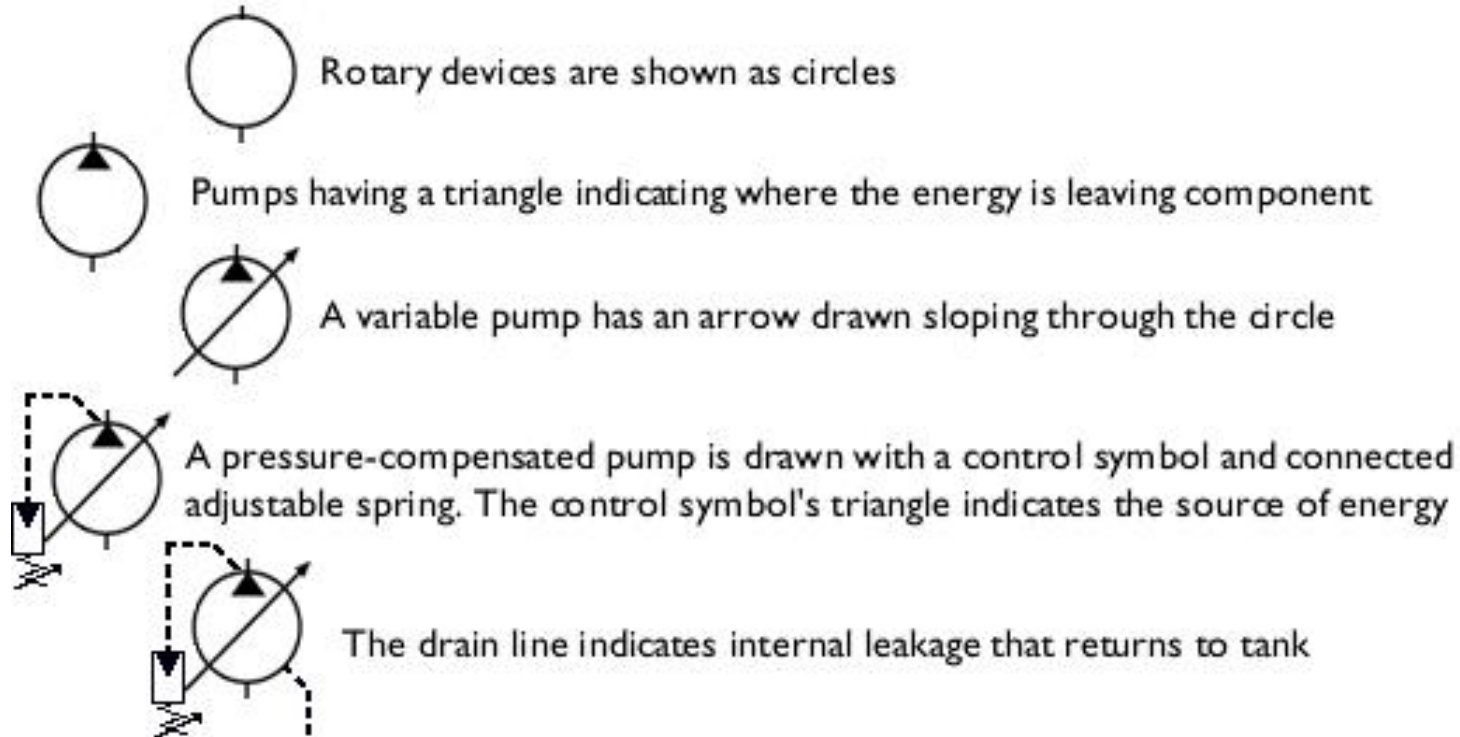 Rotary devices are shown as circles
Pumps having a triangle indicating where the energy is leaving component
A variable pump has an arrow drawn sloping through the circle
A pressure-compensated pump is drawn with a control symbol and connected
adjustable spring. The control symbol's triangle indicates the source of energy
The drain line indicates internal leakage that returns to tank